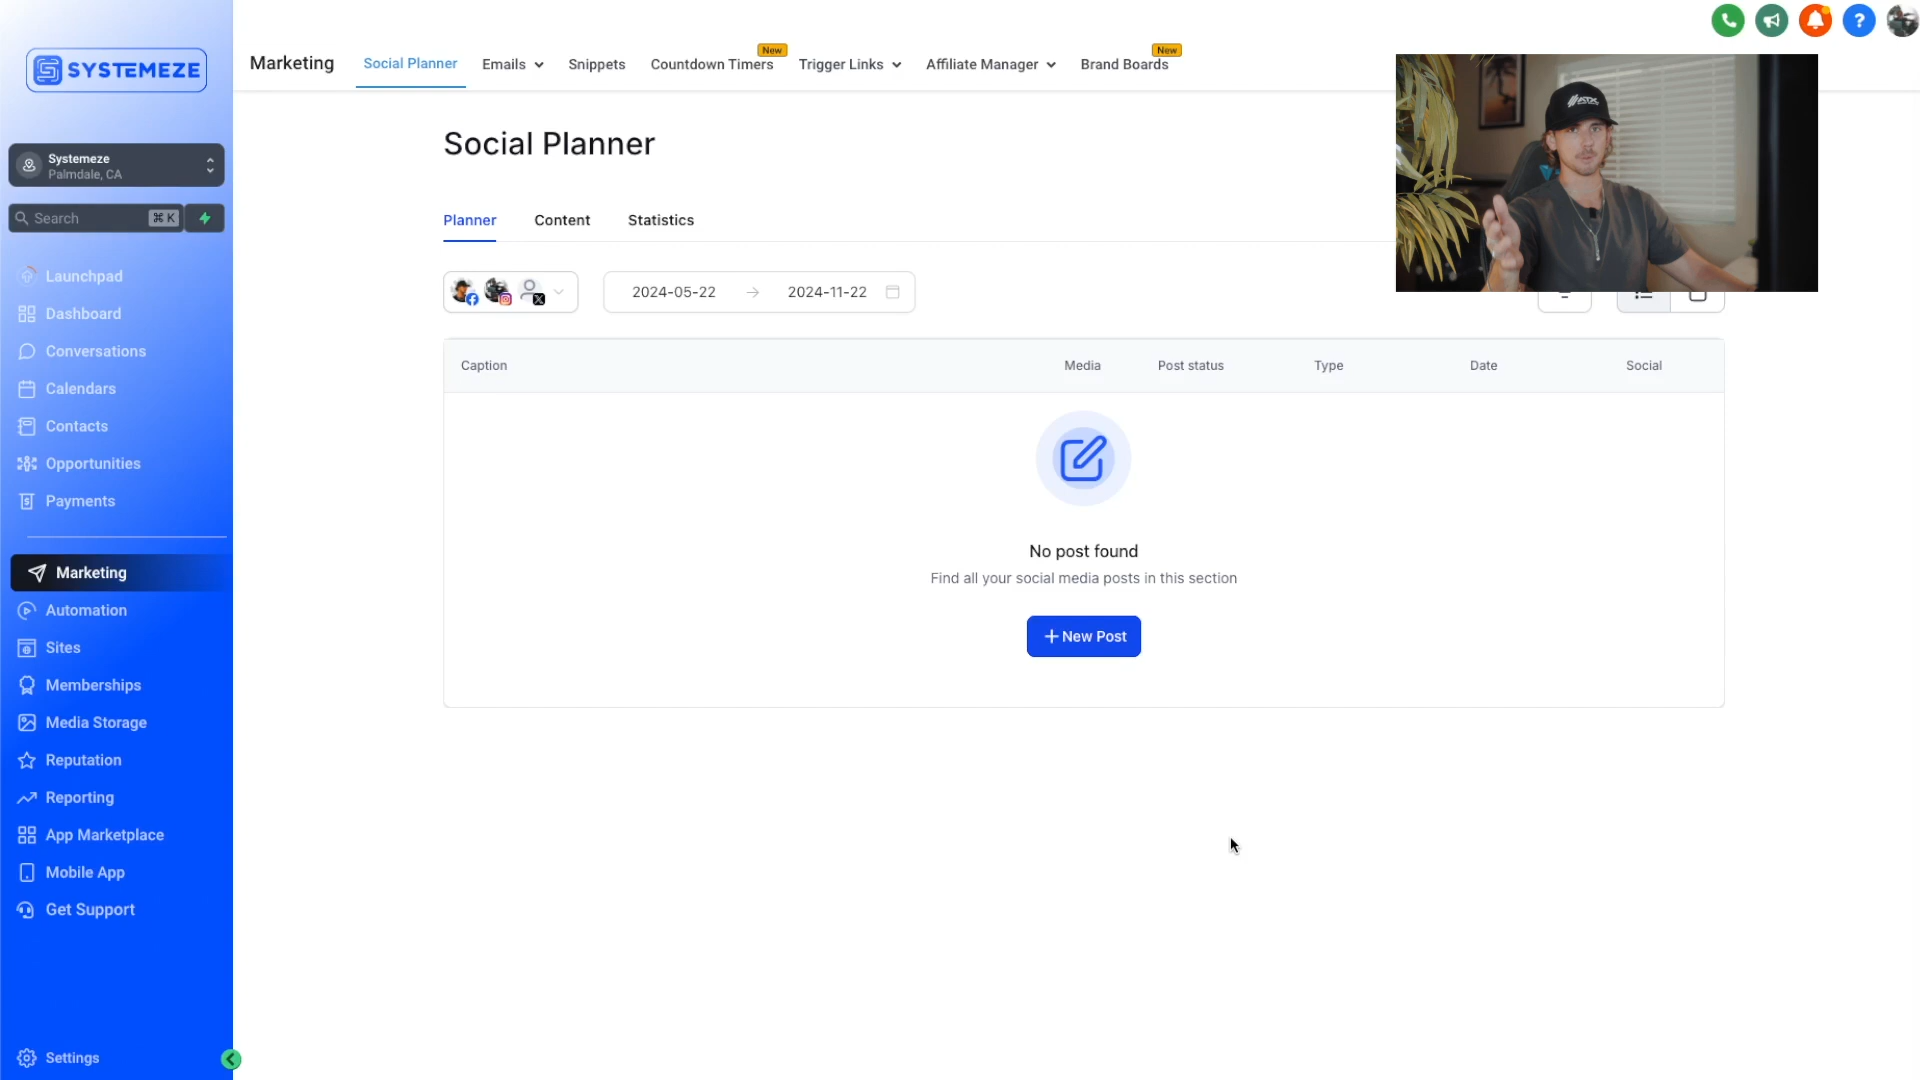 SYSTEMEZE
Systemeze
Palmdale, CA
Search ⌘ K
Launchpad
Dashboard
Conversations
Calendars
Contacts
Opportunities
Payments
Marketing
Automation
Sites
Memberships
Media Storage
Reputation
Reporting
App Marketplace
Mobile App
Get Support
Settings
Marketing
Social Planner
Emails
Snippets
New
Countdown Timers
Trigger Links
Affiliate Manager
New
Brand Boards
?
Social Planner
Planner
Content
Statistics
2024-05-22 → 2024-11-22
Caption Media Post status Type Date Social
No post found
Find all your social media posts in this section
+ New Post